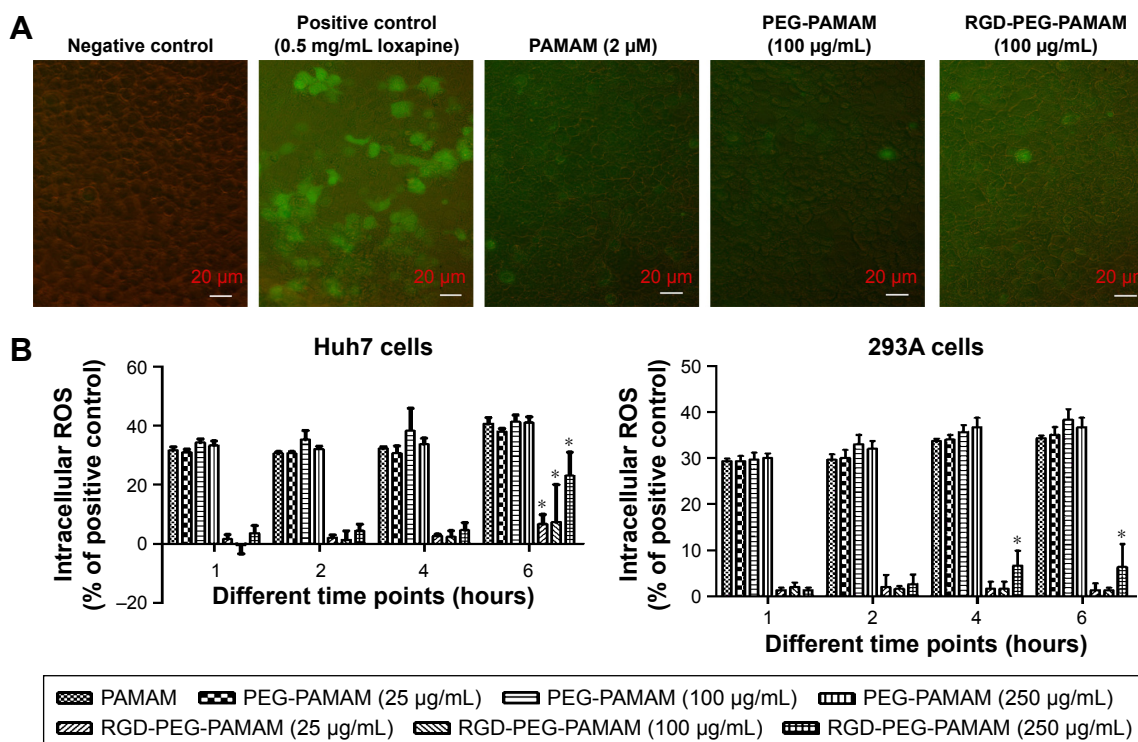 A
Negative control
Positive control
(0.5 mg/mL loxapine)
PAMAM (2 µM)
PEG-PAMAM
(100 µg/mL)
RGD-PEG-PAMAM
(100 µg/mL)
20 µm
20 µm
20 µm
20 µm
20 µm
B
Huh7 cells
Intracellular ROS
(% of positive control)
60
40
20
0
–20
* * *
1 2 4 6
Different time points (hours)
293A cells
Intracellular ROS
(% of positive control)
50
40
30
20
10
0
* *
1 2 4 6
Different time points (hours)
PAMAM PEG-PAMAM (25 µg/mL) PEG-PAMAM (100 µg/mL) PEG-PAMAM (250 µg/mL)
RGD-PEG-PAMAM (25 µg/mL) RGD-PEG-PAMAM (100 µg/mL) RGD-PEG-PAMAM (250 µg/mL)